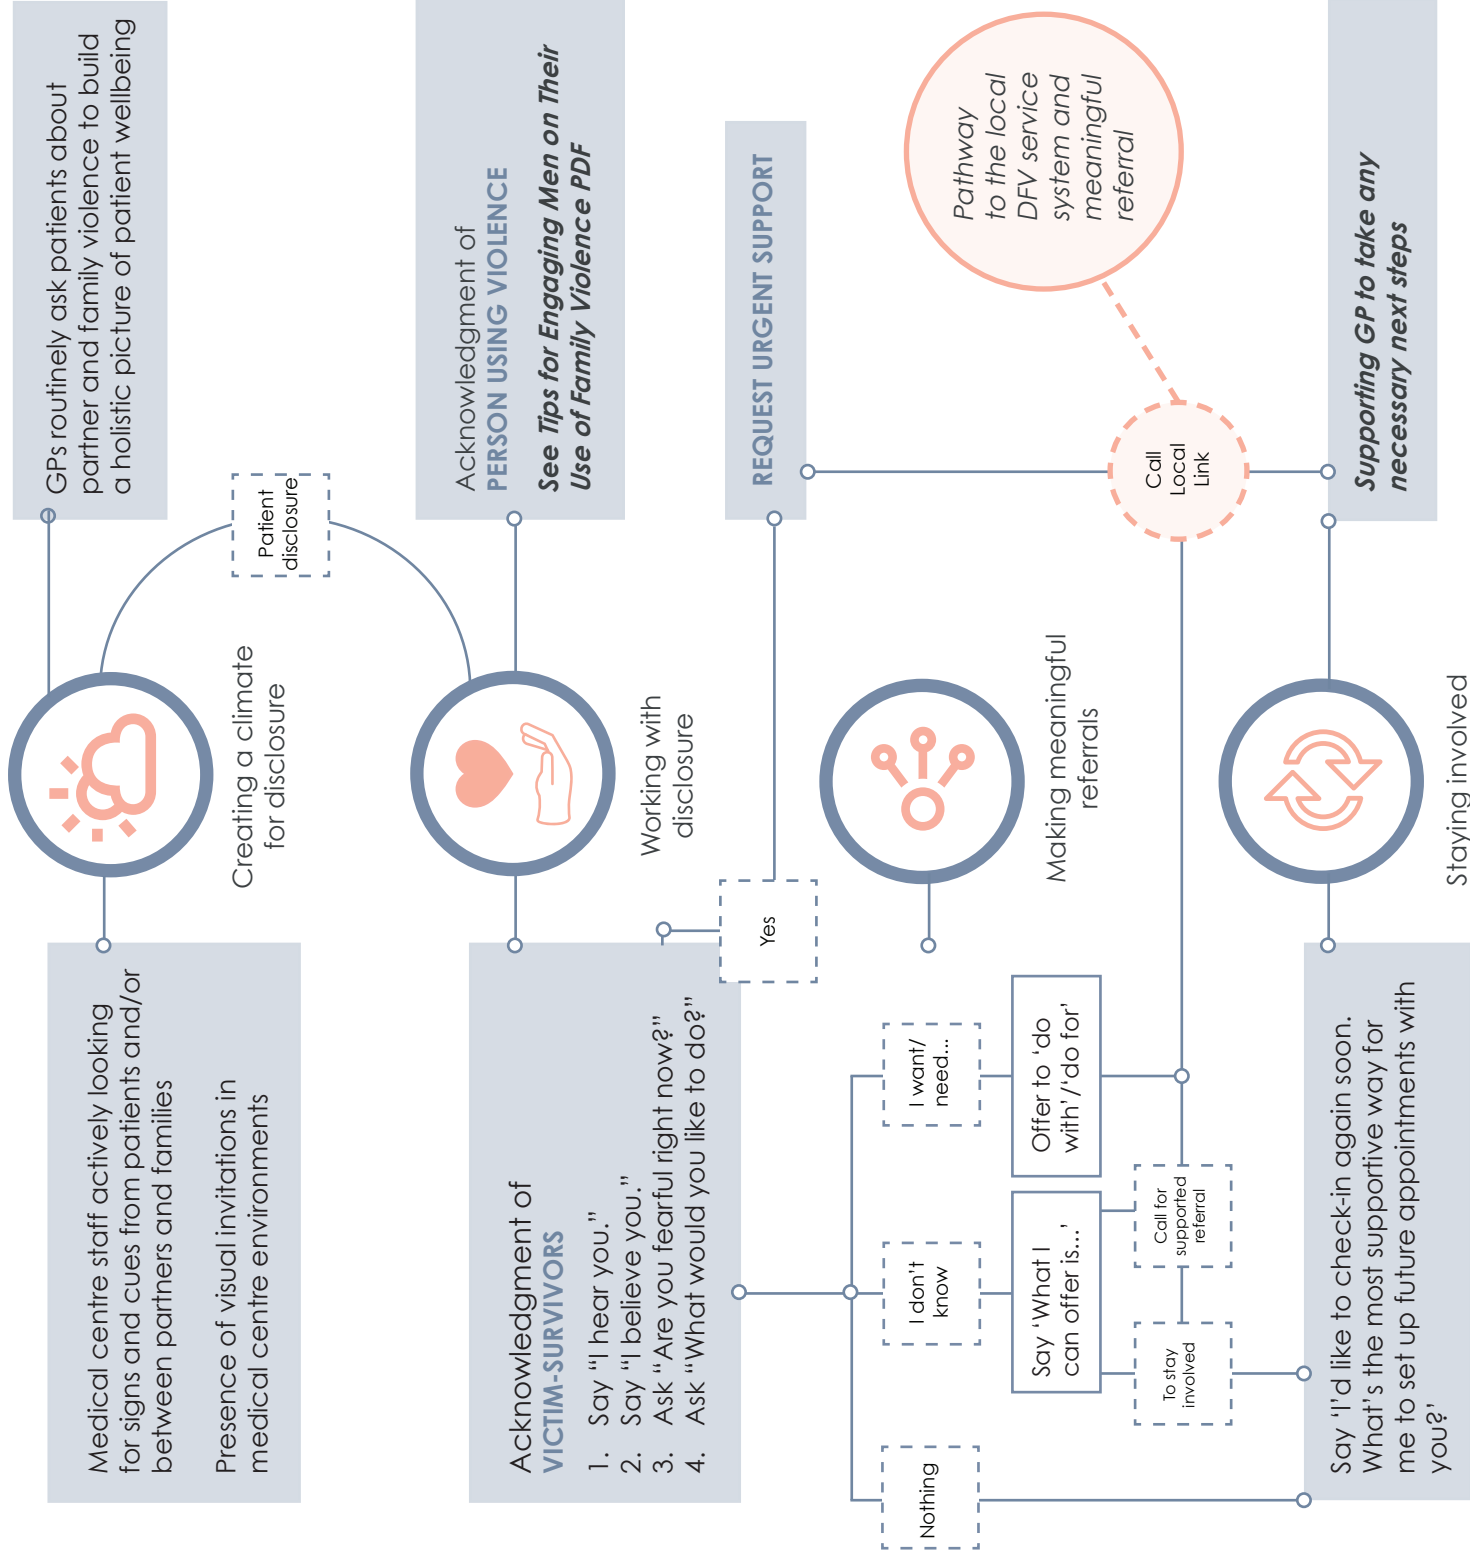 Medical centre staff actively looking
for signs and cues from patients and/or
between partners and families
Presence of visual invitations in
medical centre environments
Creating a climate
for disclosure
GPs routinely ask patients about
partner and family violence to build
a holistic picture of patient wellbeing
Patient
disclosure
Acknowledgment of
VICTIM-SURVIVORS
1. Say “I hear you.”
2. Say “I believe you.”
3. Ask “Are you fearful right now?”
4. Ask “What would you like to do?”
Working with
disclosure
Acknowledgment of
PERSON USING VIOLENCE
See Tips for Engaging Men on Their
Use of Family Violence PDF
Yes
REQUEST URGENT SUPPORT
Nothing
I don’t
know
I want/
need...
Say ‘What I
can offer is...’
Offer to ‘do
with’/‘do for’
Making meaningful
referrals
To stay
involved
Call for
supported
referral
Call
Local
Link
Pathway
to the local
DFV service
system and
meaningful
referral
Say ‘I’d like to check-in again soon.
What’s the most supportive way for
me to set up future appointments with
you?’
Staying involved
Supporting GP to take any
necessary next steps